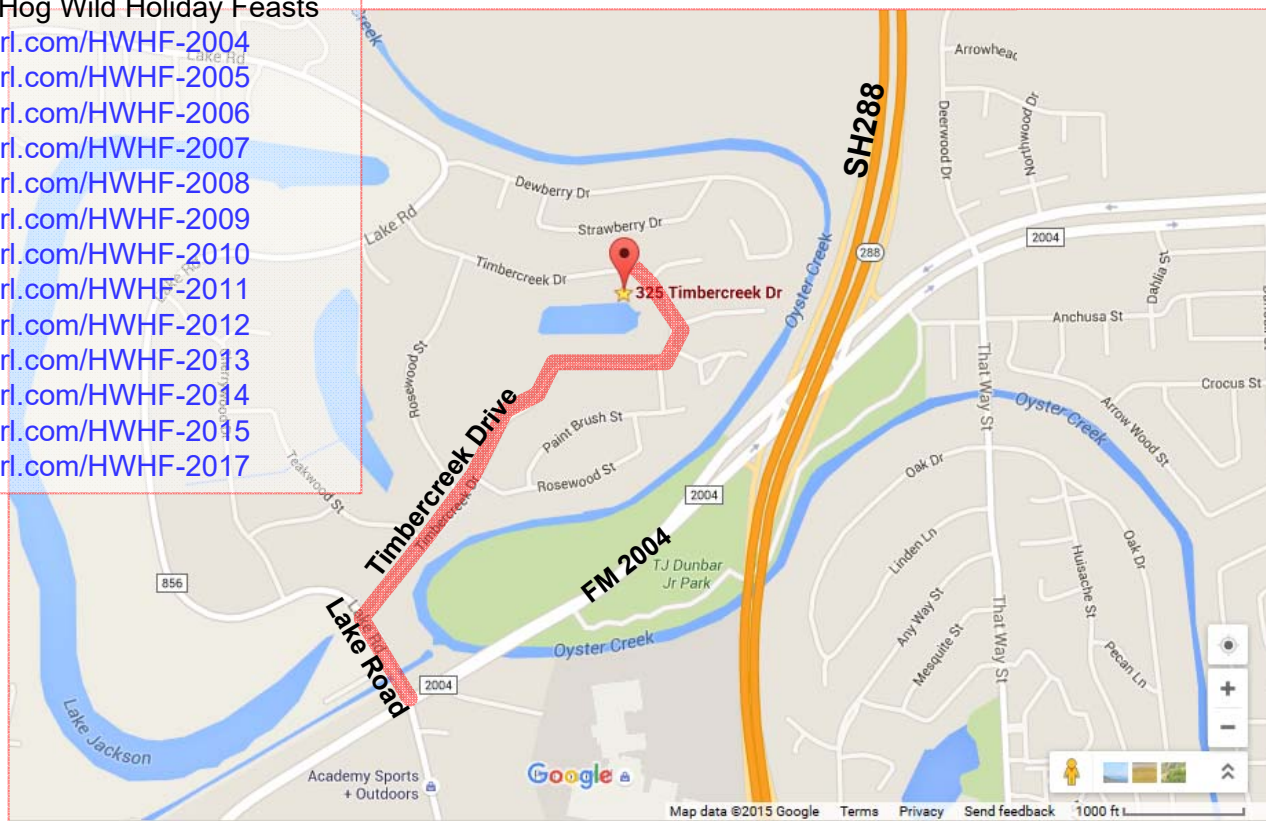 Hog Wild Holiday Feasts
rl.com/HWHF-2004
rl.com/HWHF-2005
rl.com/HWHF-2006
rl.com/HWHF-2007
rl.com/HWHF-2008
rl.com/HWHF-2009
rl.com/HWHF-2010
rl.com/HWHF-2011
rl.com/HWHF-2012
rl.com/HWHF-2013
rl.com/HWHF-2014
rl.com/HWHF-2015
rl.com/HWHF-2017
Creek
Lake Rd
Lake Rd
Lake Rd
Dewberry Dr
Strawberry Dr
Timbercreek Dr
325 Timbercreek Dr
Oyster Creek
SH288
288
Arrowhead
Deerwood Dr
Northwood Dr
2004
Dahlia St
Anchusa St
Crocus St
That Way St
Oyster Creek
Arrow Wood St
Rosewood St
Timbercreek Drive
Timbercreek Dr
Paint Brush St
Rosewood St
Teakwood St
2004
FM 2004
TJ Dunbar
Jr Park
Oak Dr
Linden Ln
Huisache St
Oak Dr
Any Way St
Mesquite St
That Way St
Pecan Ln
856
Lake Rd
Lake Road
2004
Oyster Creek
Lake Jackson
Academy Sports
+ Outdoors
Google
Map data ©2015 Google Terms Privacy Send feedback 1000 ft